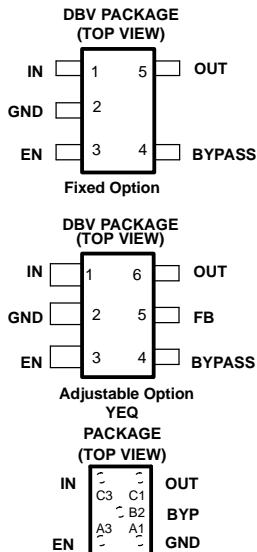 DBV PACKAGE
(TOP VIEW)
IN 1 5 OUT
GND 2
EN 3 4 BYPASS
Fixed Option
DBV PACKAGE
(TOP VIEW)
IN 1 6 OUT
GND 2 5 FB
EN 3 4 BYPASS
Adjustable Option
YEQ
PACKAGE
(TOP VIEW)
IN C3 C1 OUT
B2 BYP
EN A3 A1 GND